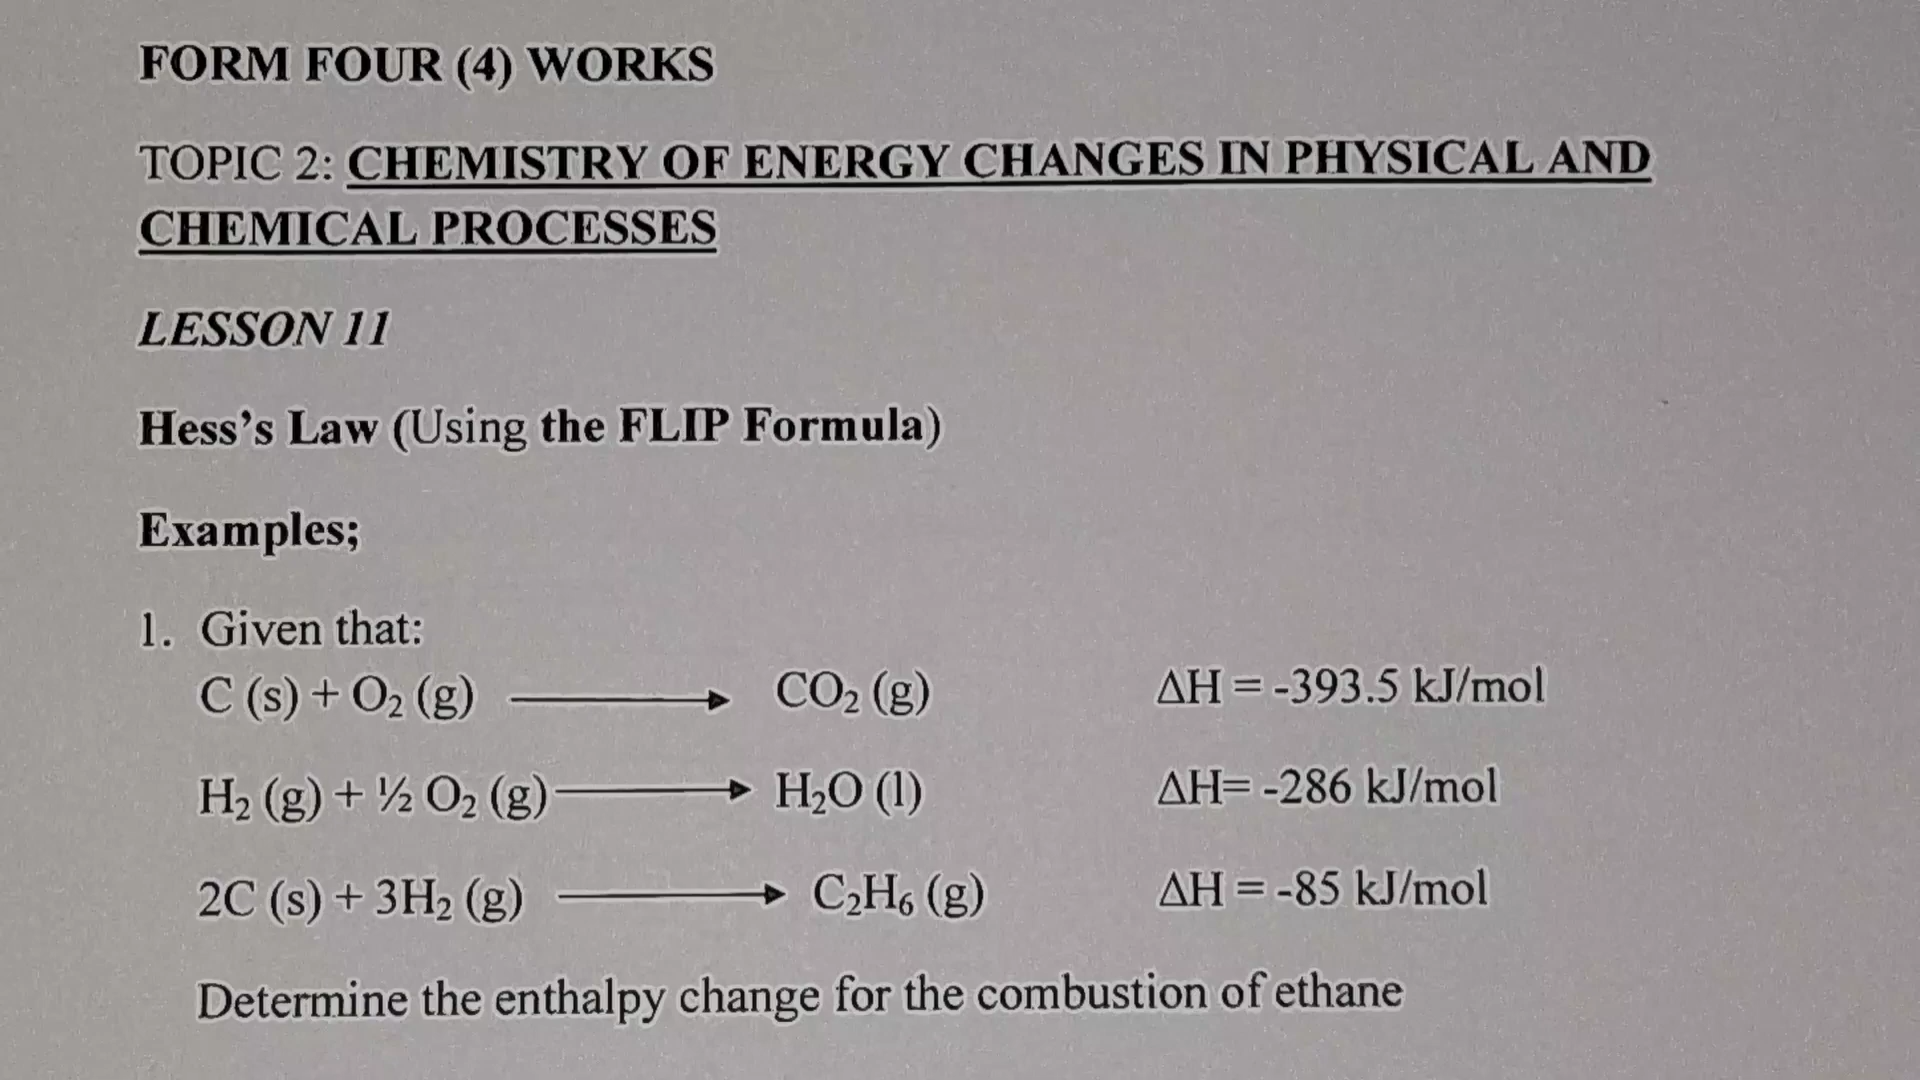 FORM FOUR (4) WORKS
TOPIC 2: CHEMISTRY OF ENERGY CHANGES IN PHYSICAL AND
CHEMICAL PROCESSES
LESSON 11
Hess’s Law (Using the FLIP Formula)
Examples;
1. Given that:
C (s) + O₂ (g) ⟶ CO₂ (g) ΔH = -393.5 kJ/mol
H₂ (g) + ½ O₂ (g) ⟶ H₂O (l) ΔH= -286 kJ/mol
2C (s) + 3H₂ (g) ⟶ C₂H₆ (g) ΔH = -85 kJ/mol
Determine the enthalpy change for the combustion of ethane